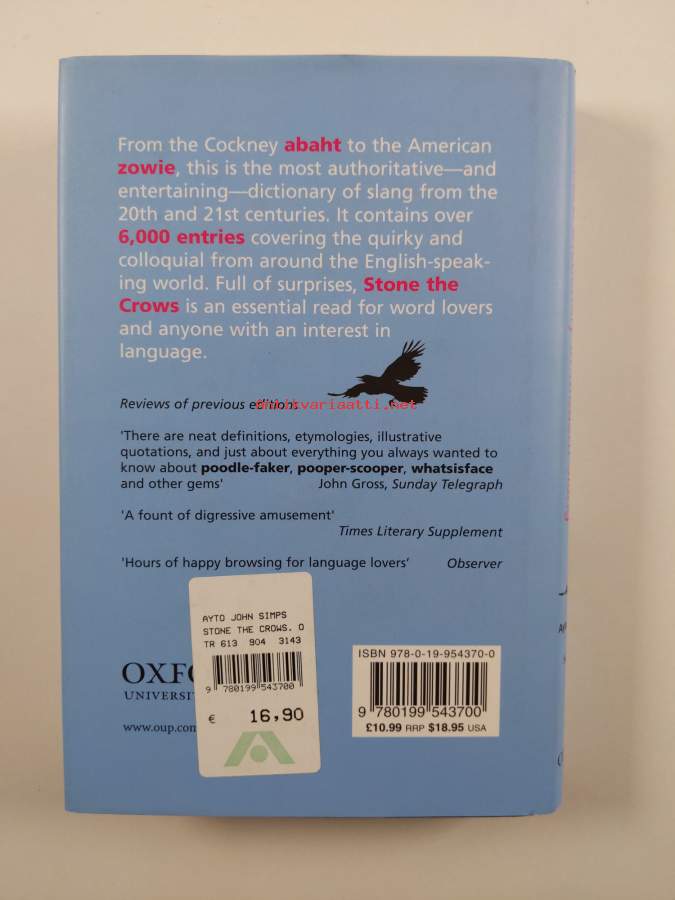 From the Cockney abaht to the American
zowie, this is the most authoritative—and
entertaining—dictionary of slang from the
20th and 21st centuries. It contains over
6,000 entries covering the quirky and
colloquial from around the English-speak-
ing world. Full of surprises, Stone the
Crows is an essential read for word lovers
and anyone with an interest in
language.
Reviews of previous editions
antikvariaatti.net
'There are neat definitions, etymologies, illustrative
quotations, and just about everything you always wanted to
know about poodle-faker, pooper-scooper, whatsisface
and other gems' John Gross, Sunday Telegraph
'A fount of digressive amusement'
Times Literary Supplement
'Hours of happy browsing for language lovers' Observer
AYTO JOHN SIMPS
STONE THE CROWS. O
TR 613 904 3143
9 780199 543700
€ 16,90
OXFO
UNIVERSIT
www.oup.com
ISBN 978-0-19-954370-0
9 780199 543700
£10.99 RRP $18.95 USA